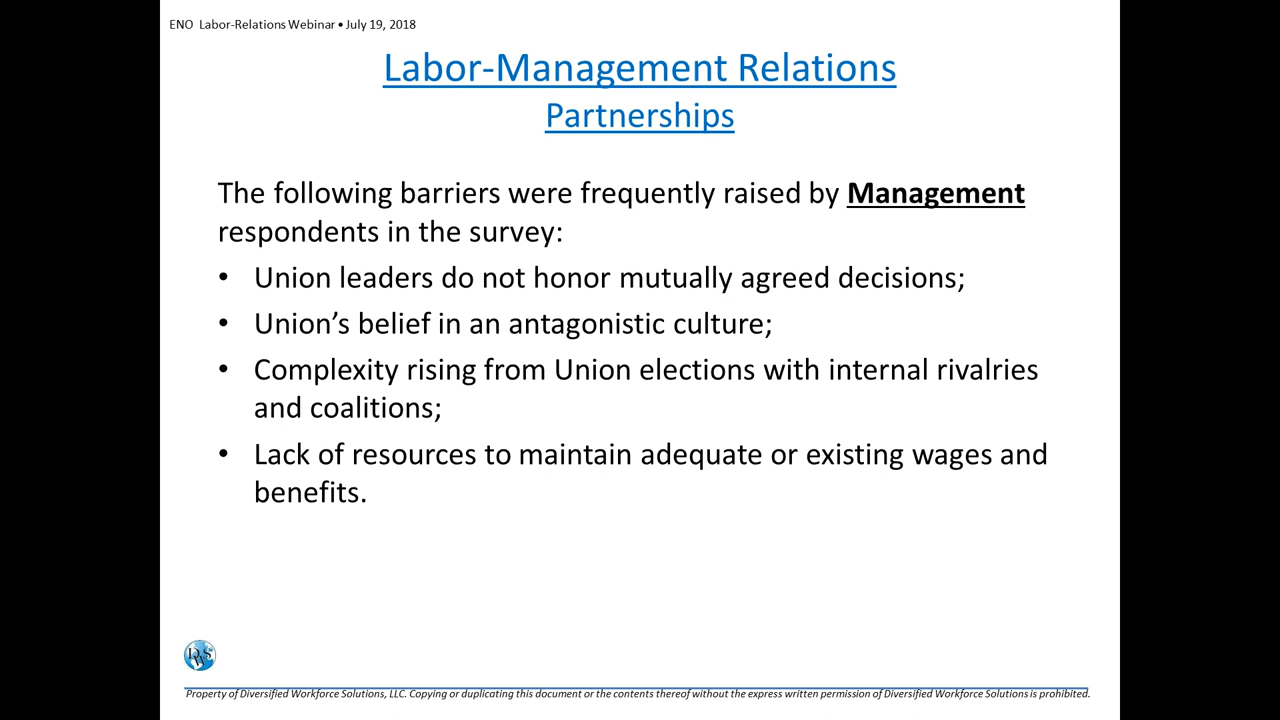 ENO  Labor-Relations Webinar • July 19, 2018
Labor-Management Relations
Partnerships
The following barriers were frequently raised by Management
respondents in the survey:
• Union leaders do not honor mutually agreed decisions;
• Union’s belief in an antagonistic culture;
• Complexity rising from Union elections with internal rivalries
and coalitions;
• Lack of resources to maintain adequate or existing wages and
benefits.
DWS
Property of Diversified Workforce Solutions, LLC. Copying or duplicating this document or the contents thereof without the express written permission of Diversified Workforce Solutions is prohibited.